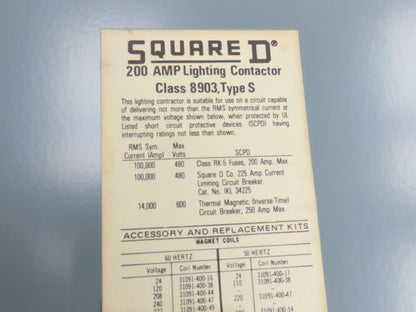 SQUARE D®
200 AMP Lighting Contactor
Class 8903, Type S
This lighting contractor is suitable for use on a circuit capable
of delivering not more than the RMS symmetrical current at
the maximum voltage shown below, when protected by UL
Listed short circuit protective devices (SCPD) having
interrupting ratings not less than shown.
RMS Sym. Max
Current (Amp) Volts SCPD
100,000 480 Class RK-5 Fuses, 200 Amp. Max.
100,000 480 Square D Co. 225 Amp Current
Limiting Circuit Breaker.
Cat. No. IKL 34225
14,000 600 Thermal Magnetic (Inverse-Time)
Circuit Breaker, 250 Amp Max.
ACCESSORY AND REPLACEMENT KITS
MAGNET COILS
60 HERTZ 50 HERTZ
Voltage Coil Number Voltage Coil Number
24 31091-400-16 24 31091-400-17
120 31091-400-38 110 31091-400-38
208 31091-400-44
240 31091-400-47 220 31091-400-47
277 31091-400-49